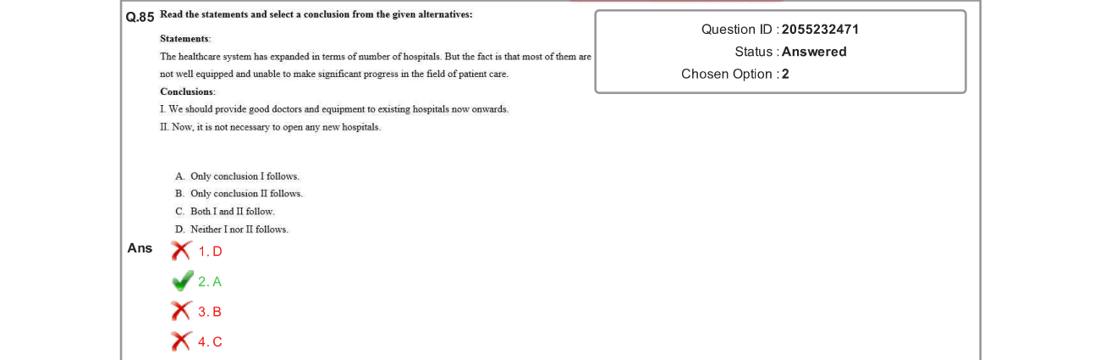 Q.85 Read the statements and select a conclusion from the given alternatives:
Statements:
The healthcare system has expanded in terms of number of hospitals. But the fact is that most of them are
not well equipped and unable to make significant progress in the field of patient care.
Conclusions:
I. We should provide good doctors and equipment to existing hospitals now onwards.
II. Now, it is not necessary to open any new hospitals.
A. Only conclusion I follows.
B. Only conclusion II follows.
C. Both I and II follow.
D. Neither I nor II follows.
Ans
1. D
2. A
3. B
4. C
Question ID : 2055232471
Status : Answered
Chosen Option : 2